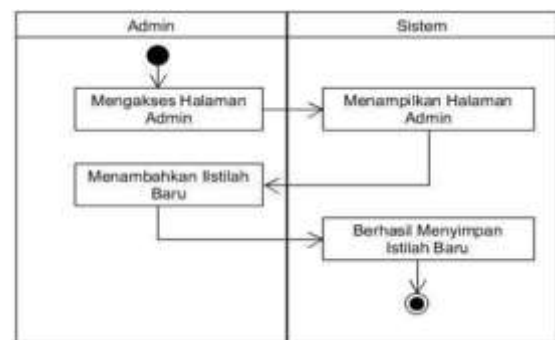 Admin
Sistem
Mengakses Halaman
Admin
Menampilkan Halaman
Admin
Menambahkan Iistilah
Baru
Berhasil Menyimpan
Istilah Baru